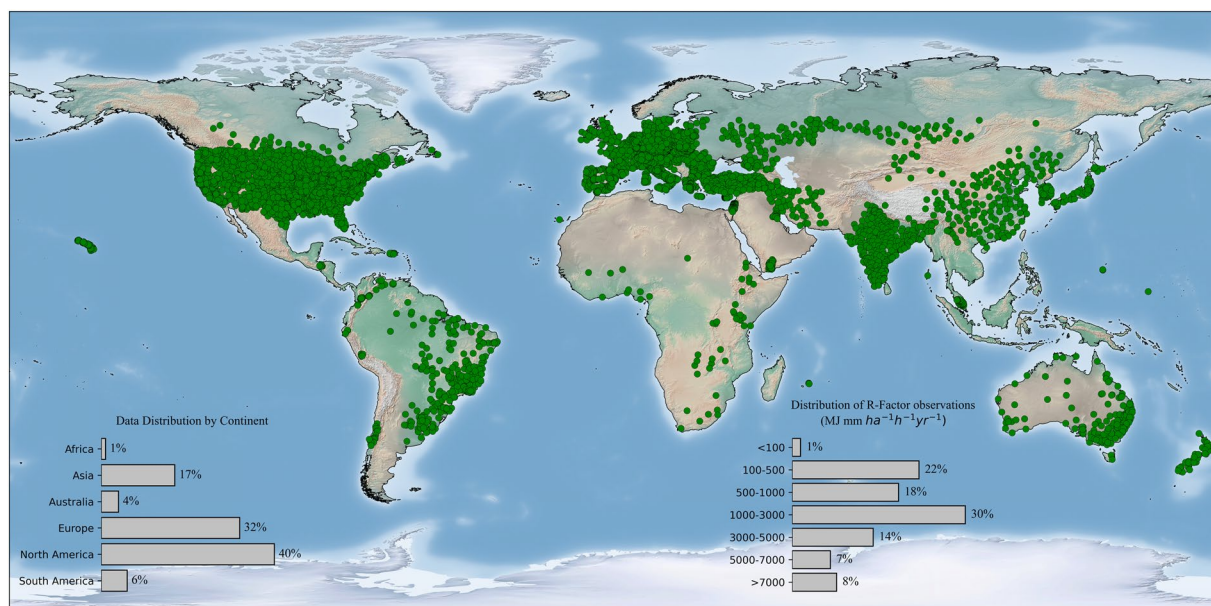 Data Distribution by Continent
Africa 1%
Asia 17%
Australia 4%
Europe 32%
North America 40%
South America 6%
Distribution of R-Factor observations
(MJ mm ha⁻¹h⁻¹yr⁻¹)
<100 1%
100-500 22%
500-1000 18%
1000-3000 30%
3000-5000 14%
5000-7000 7%
>7000 8%